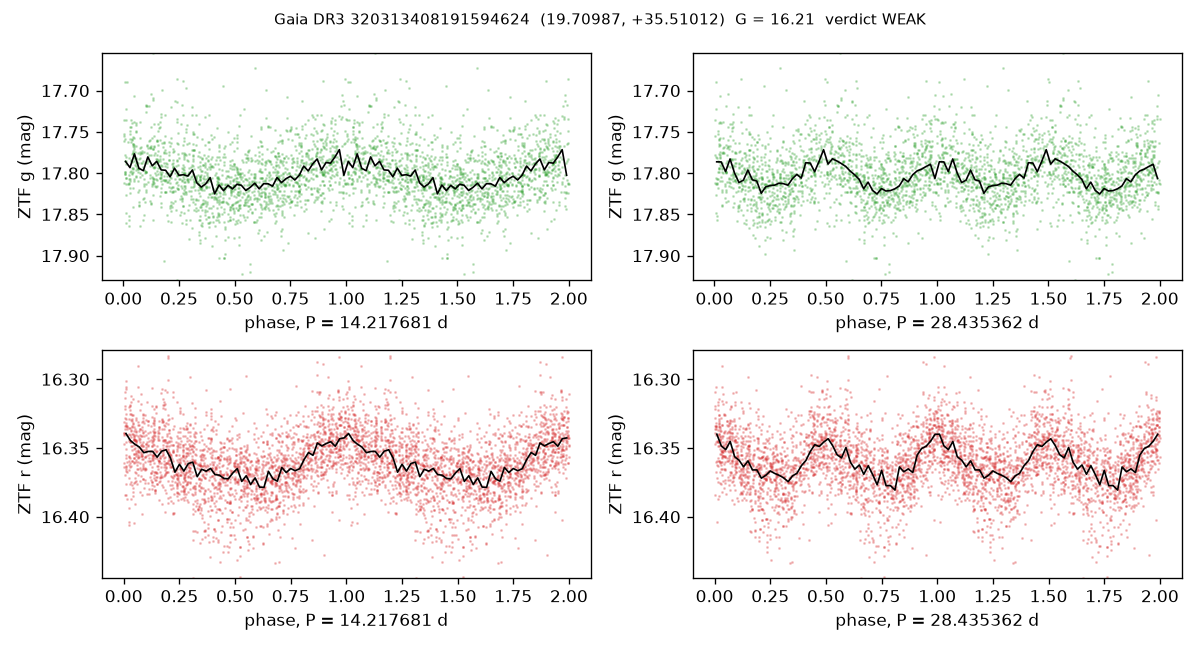 Gaia DR3 320313408191594624 (19.70987, +35.51012) G = 16.21 verdict WEAK
ZTF g (mag)
17.70
17.75
17.80
17.85
17.90
0.00 0.25 0.50 0.75 1.00 1.25 1.50 1.75 2.00
phase, P = 14.217681 d
ZTF g (mag)
17.70
17.75
17.80
17.85
17.90
0.00 0.25 0.50 0.75 1.00 1.25 1.50 1.75 2.00
phase, P = 28.435362 d
ZTF r (mag)
16.30
16.35
16.40
0.00 0.25 0.50 0.75 1.00 1.25 1.50 1.75 2.00
phase, P = 14.217681 d
ZTF r (mag)
16.30
16.35
16.40
0.00 0.25 0.50 0.75 1.00 1.25 1.50 1.75 2.00
phase, P = 28.435362 d